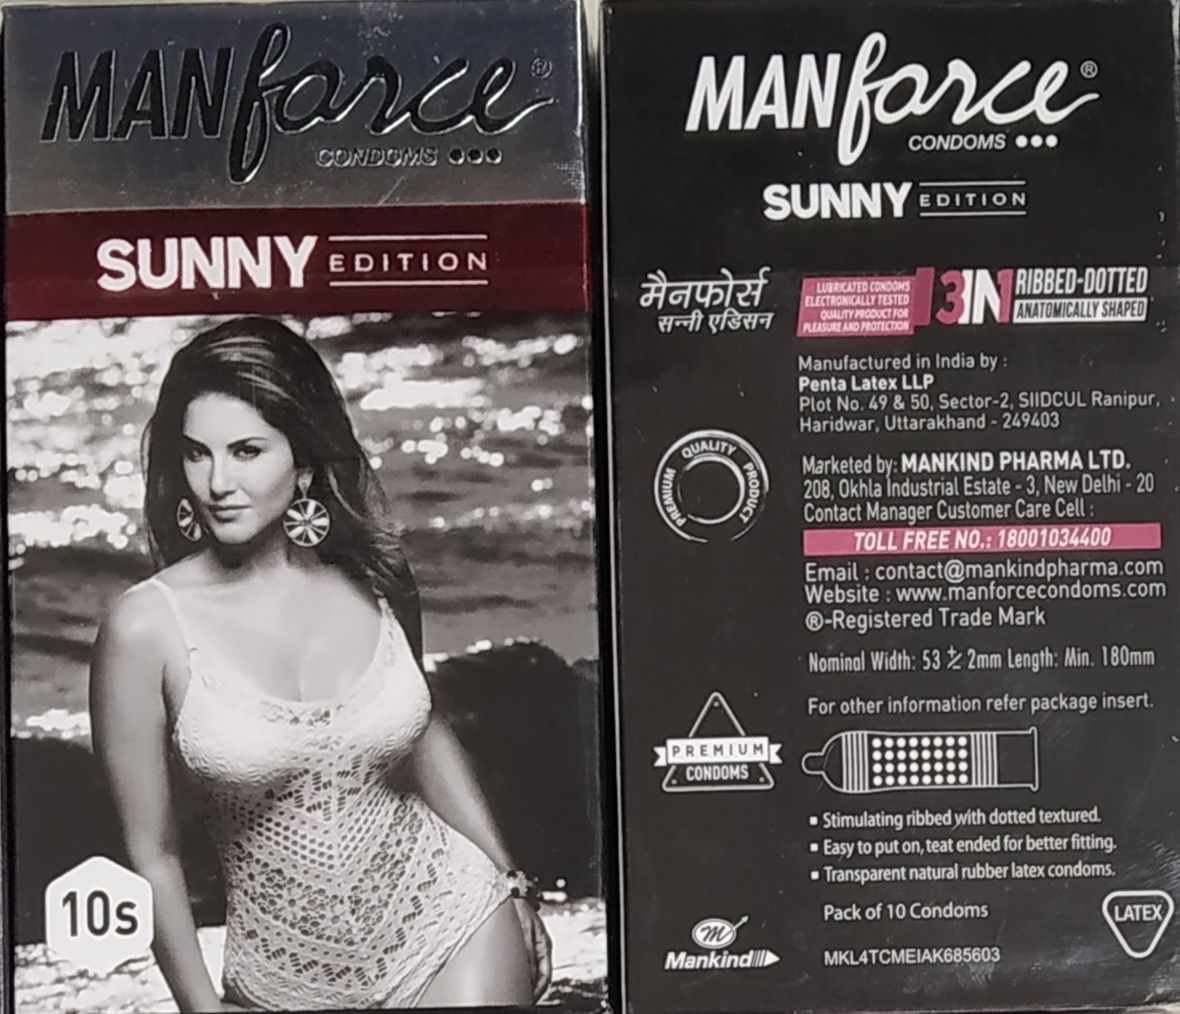 MANforce®
CONDOMS
SUNNY EDITION
10s
MANforce®
CONDOMS
SUNNY EDITION
मैनफोर्स
सन्नी एडिसन
LUBRICATED CONDOMS
ELECTRONICALLY TESTED
QUALITY PRODUCT FOR
PLEASURE AND PROTECTION
3IN1
RIBBED-DOTTED
ANATOMICALLY SHAPED
Manufactured in India by :
Penta Latex LLP
Plot No. 49 & 50, Sector-2, SIIDCUL Ranipur,
Haridwar, Uttarakhand - 249403
PREMIUM QUALITY PRODUCT
Marketed by: MANKIND PHARMA LTD.
208, Okhla Industrial Estate - 3, New Delhi - 20
Contact Manager Customer Care Cell :
TOLL FREE NO.: 18001034400
Email : contact@mankindpharma.com
Website : www.manforcecondoms.com
®-Registered Trade Mark
Nominal Width: 53 ± 2mm Length: Min. 180mm
For other information refer package insert.
PREMIUM
CONDOMS
▪ Stimulating ribbed with dotted textured.
▪ Easy to put on, teat ended for better fitting.
▪ Transparent natural rubber latex condoms.
Pack of 10 Condoms
LATEX
m
Mankind
MKL4TCMEIAK685603